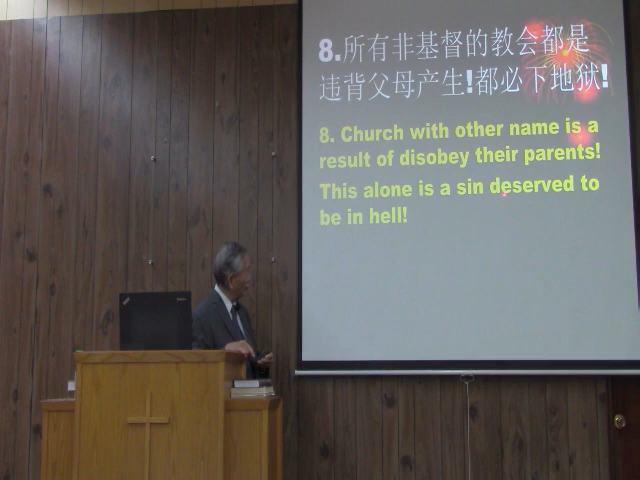 8.所有非基督的教会都是
违背父母产生!都必下地狱!
8. Church with other name is a
result of disobey their parents!
This alone is a sin deserved to
be in hell!